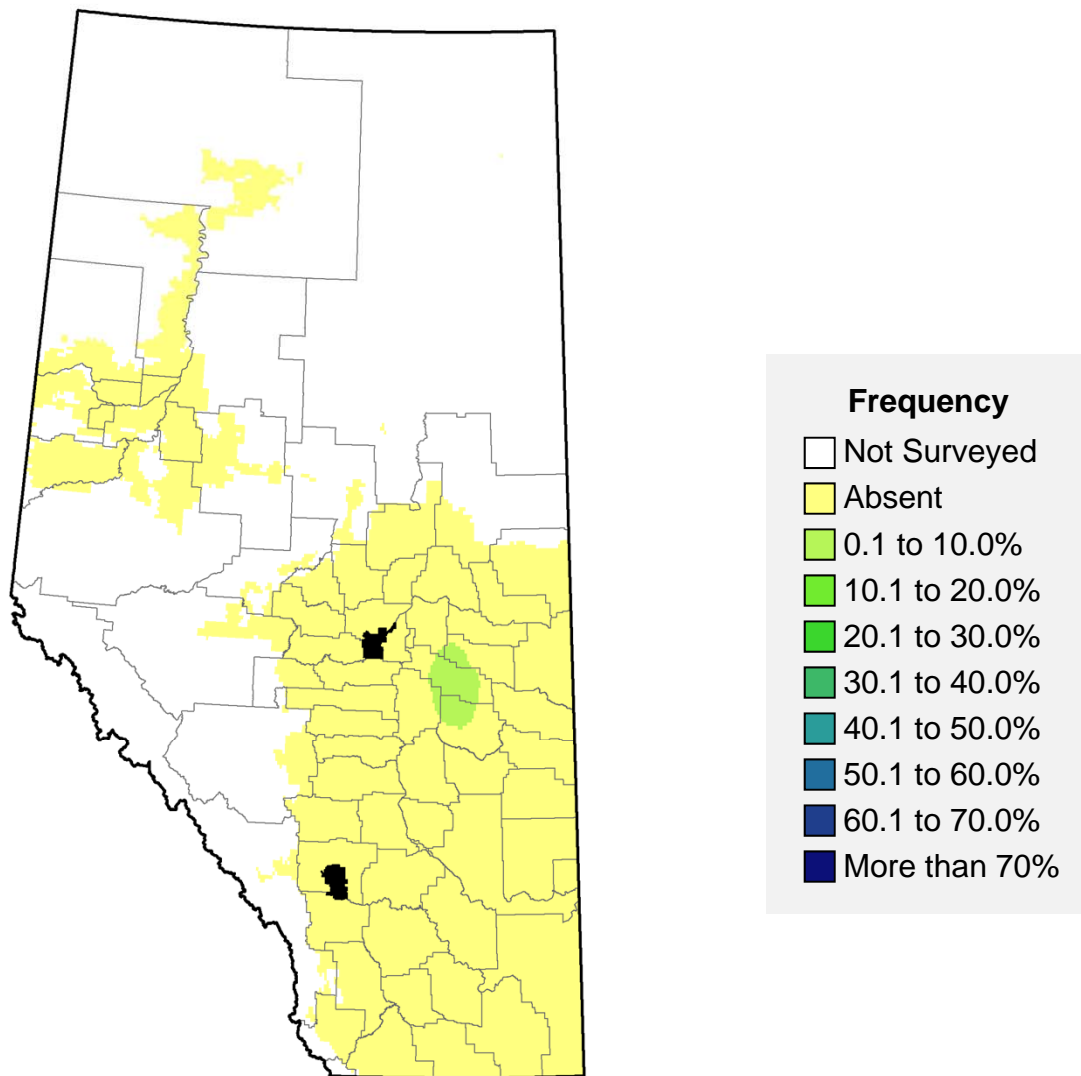 Frequency
Not Surveyed
Absent
0.1 to 10.0%
10.1 to 20.0%
20.1 to 30.0%
30.1 to 40.0%
40.1 to 50.0%
50.1 to 60.0%
60.1 to 70.0%
More than 70%